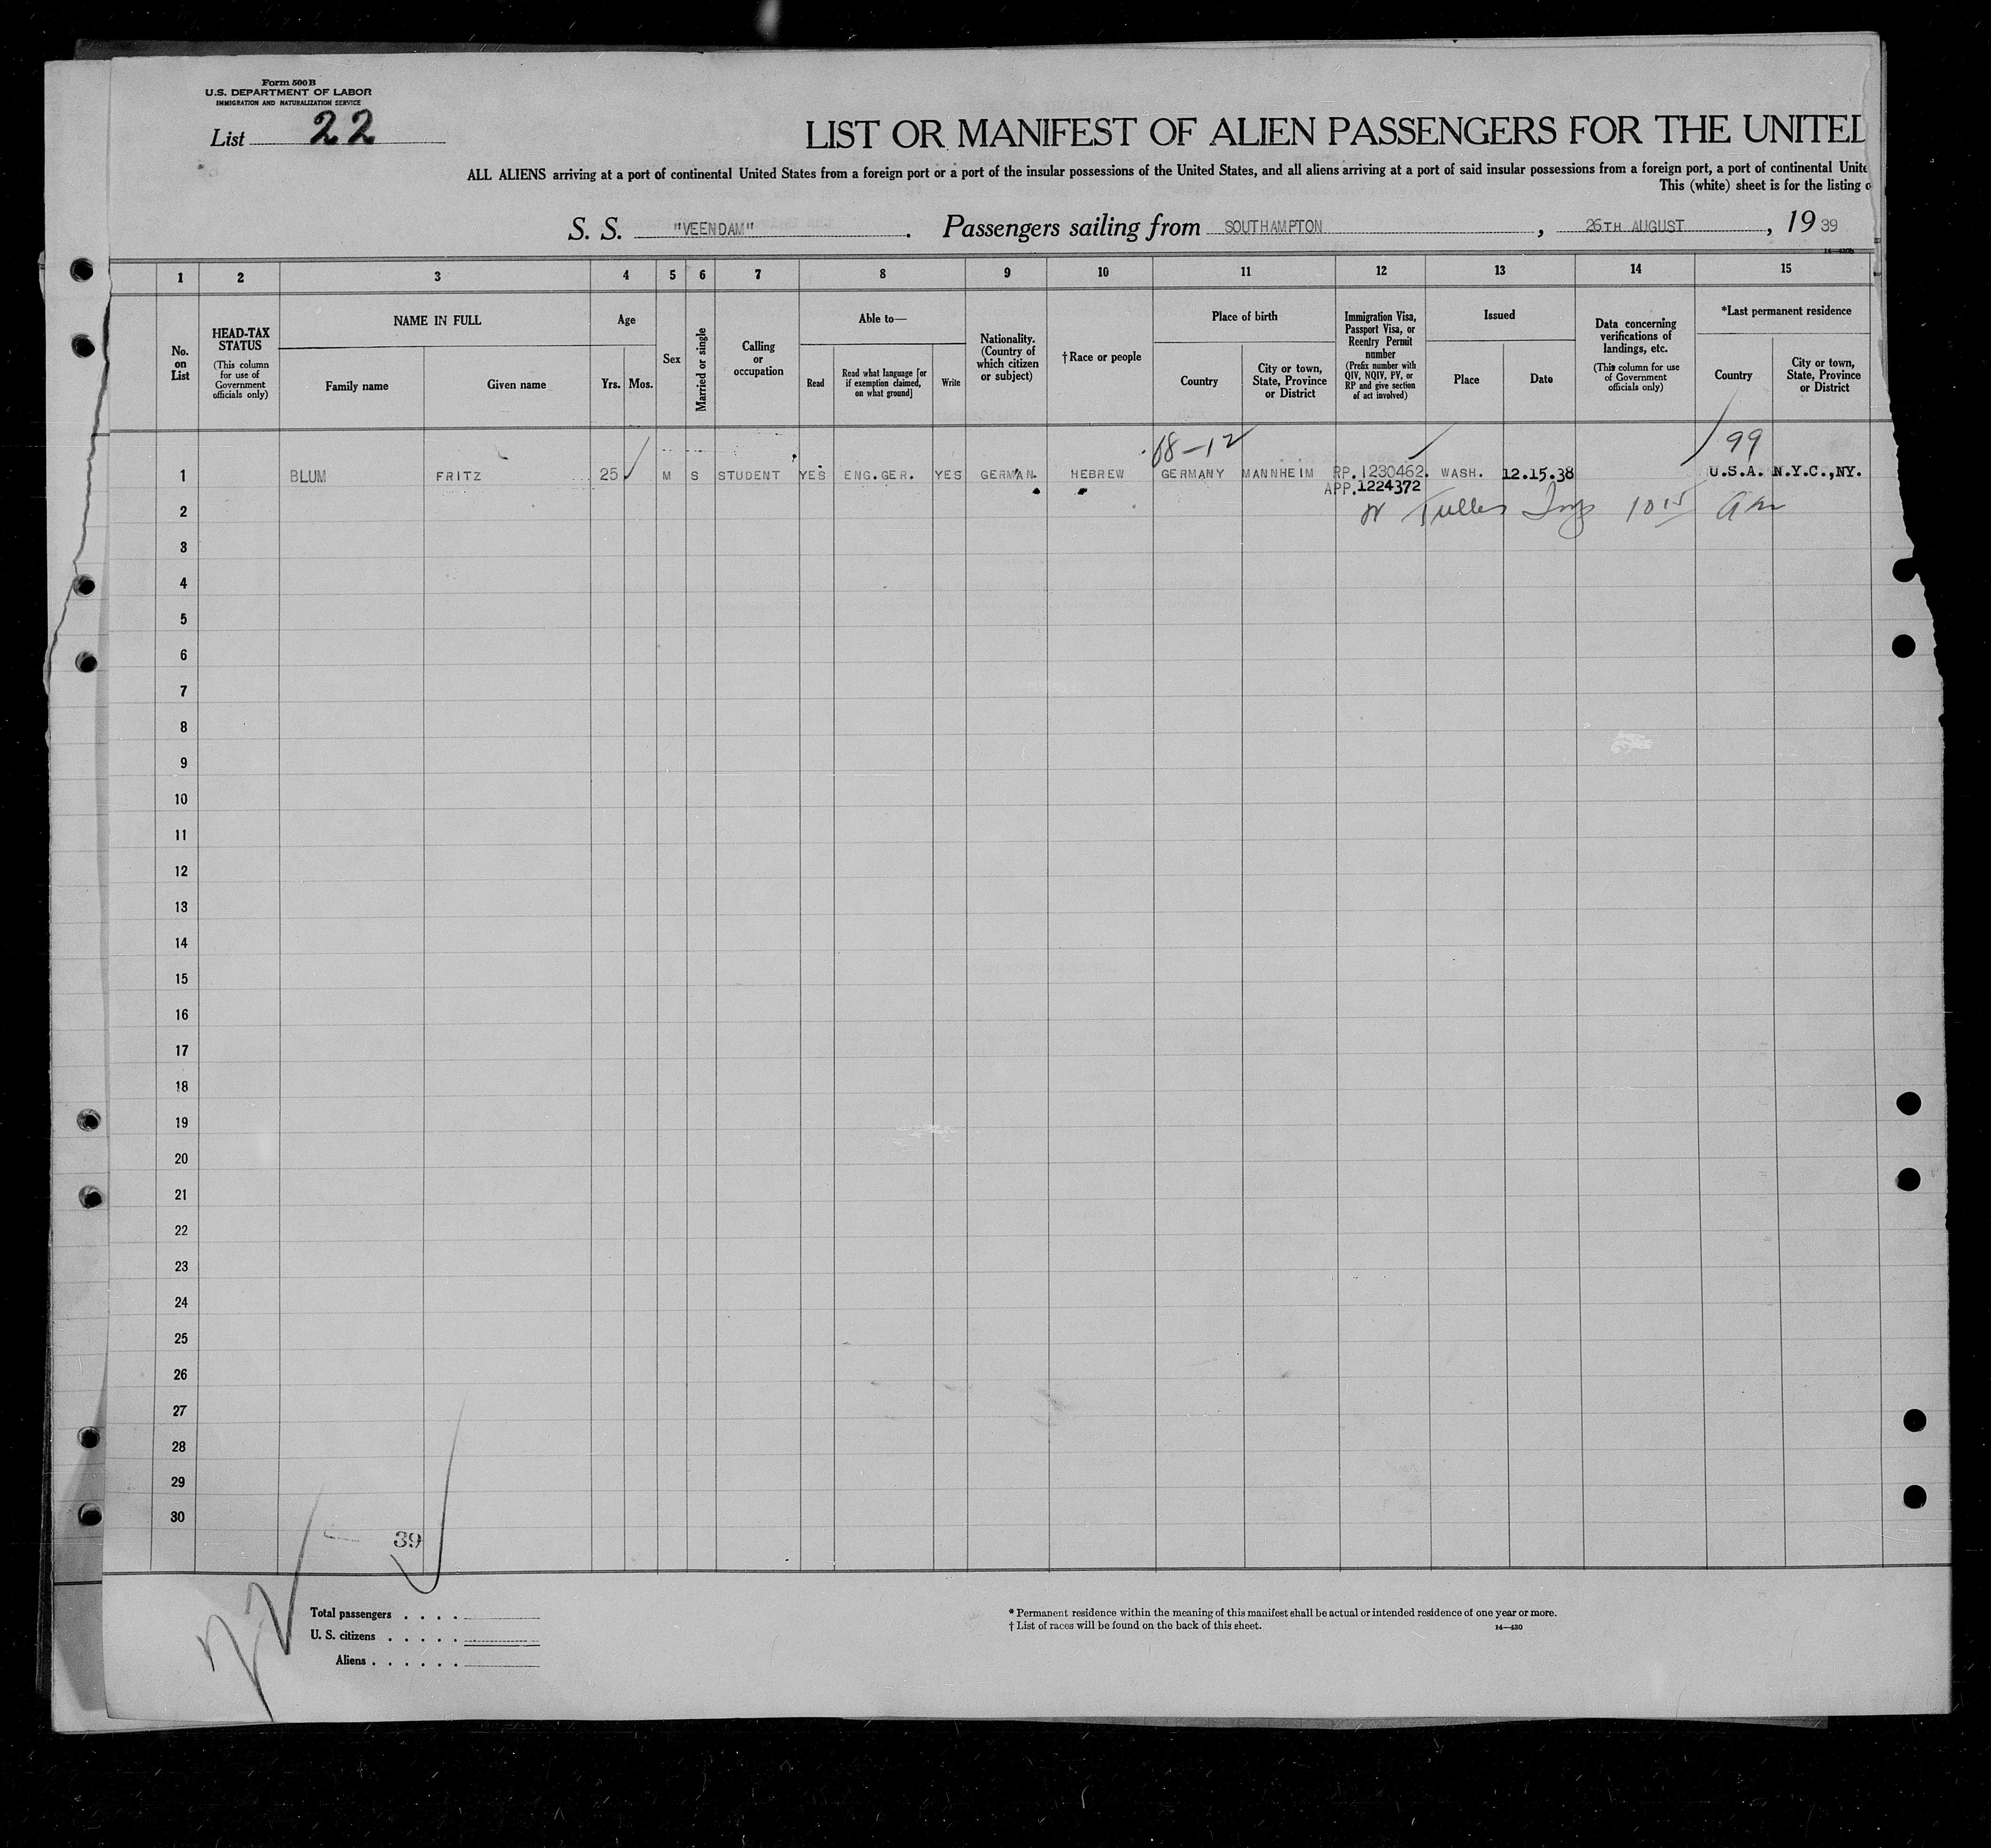 Form 500B
U.S. DEPARTMENT OF LABOR
IMMIGRATION AND NATURALIZATION SERVICE
List 22
LIST OR MANIFEST OF ALIEN PASSENGERS FOR THE UNITED
ALL ALIENS arriving at a port of continental United States from a foreign port or a port of the insular possessions of the United States, and all aliens arriving at a port of said insular possessions from a foreign port, a port of continental Unite
This (white) sheet is for the listing o
S. S. "VEENDAM". Passengers sailing from SOUTHAMPTON, 26TH AUGUST, 1939
1 2 3 4 5 6 7 8 9 10 11 12 13 14 15
No. on List
HEAD-TAX STATUS (This column for use of Government officials only)
NAME IN FULL
Family name Given name
Age
Yrs. Mos.
Sex
Married or single
Calling or occupation
Able to—
Read
Read what language [or if exemption claimed, on what ground]
Write
Nationality. (Country of which citizen or subject)
†Race or people
Place of birth
Country
City or town, State, Province or District
Immigration Visa, Passport Visa, or Reentry Permit number (Prefix number with QIV, NQIV, PV, or RP and give section of act involved)
Issued
Place Date
Data concerning verifications of landings, etc. (This column for use of Government officials only)
*Last permanent residence
Country
City or town, State, Province or District
68-12 99
1 BLUM FRITZ 25 M S STUDENT YES ENG.GER. YES GERMAN HEBREW GERMANY MANNHEIM RP.1230462. WASH. 12.15.38 U.S.A. N.Y.C.,NY.
APP.1224372
2
3
4
5
6
7
8
9
10
11
12
13
14
15
16
17
18
19
20
21
22
23
24
25
26
27
28
29
30
39
Total passengers . . . .
U. S. citizens . . . . .
Aliens . . . . . .
* Permanent residence within the meaning of this manifest shall be actual or intended residence of one year or more.
† List of races will be found on the back of this sheet.
14—430